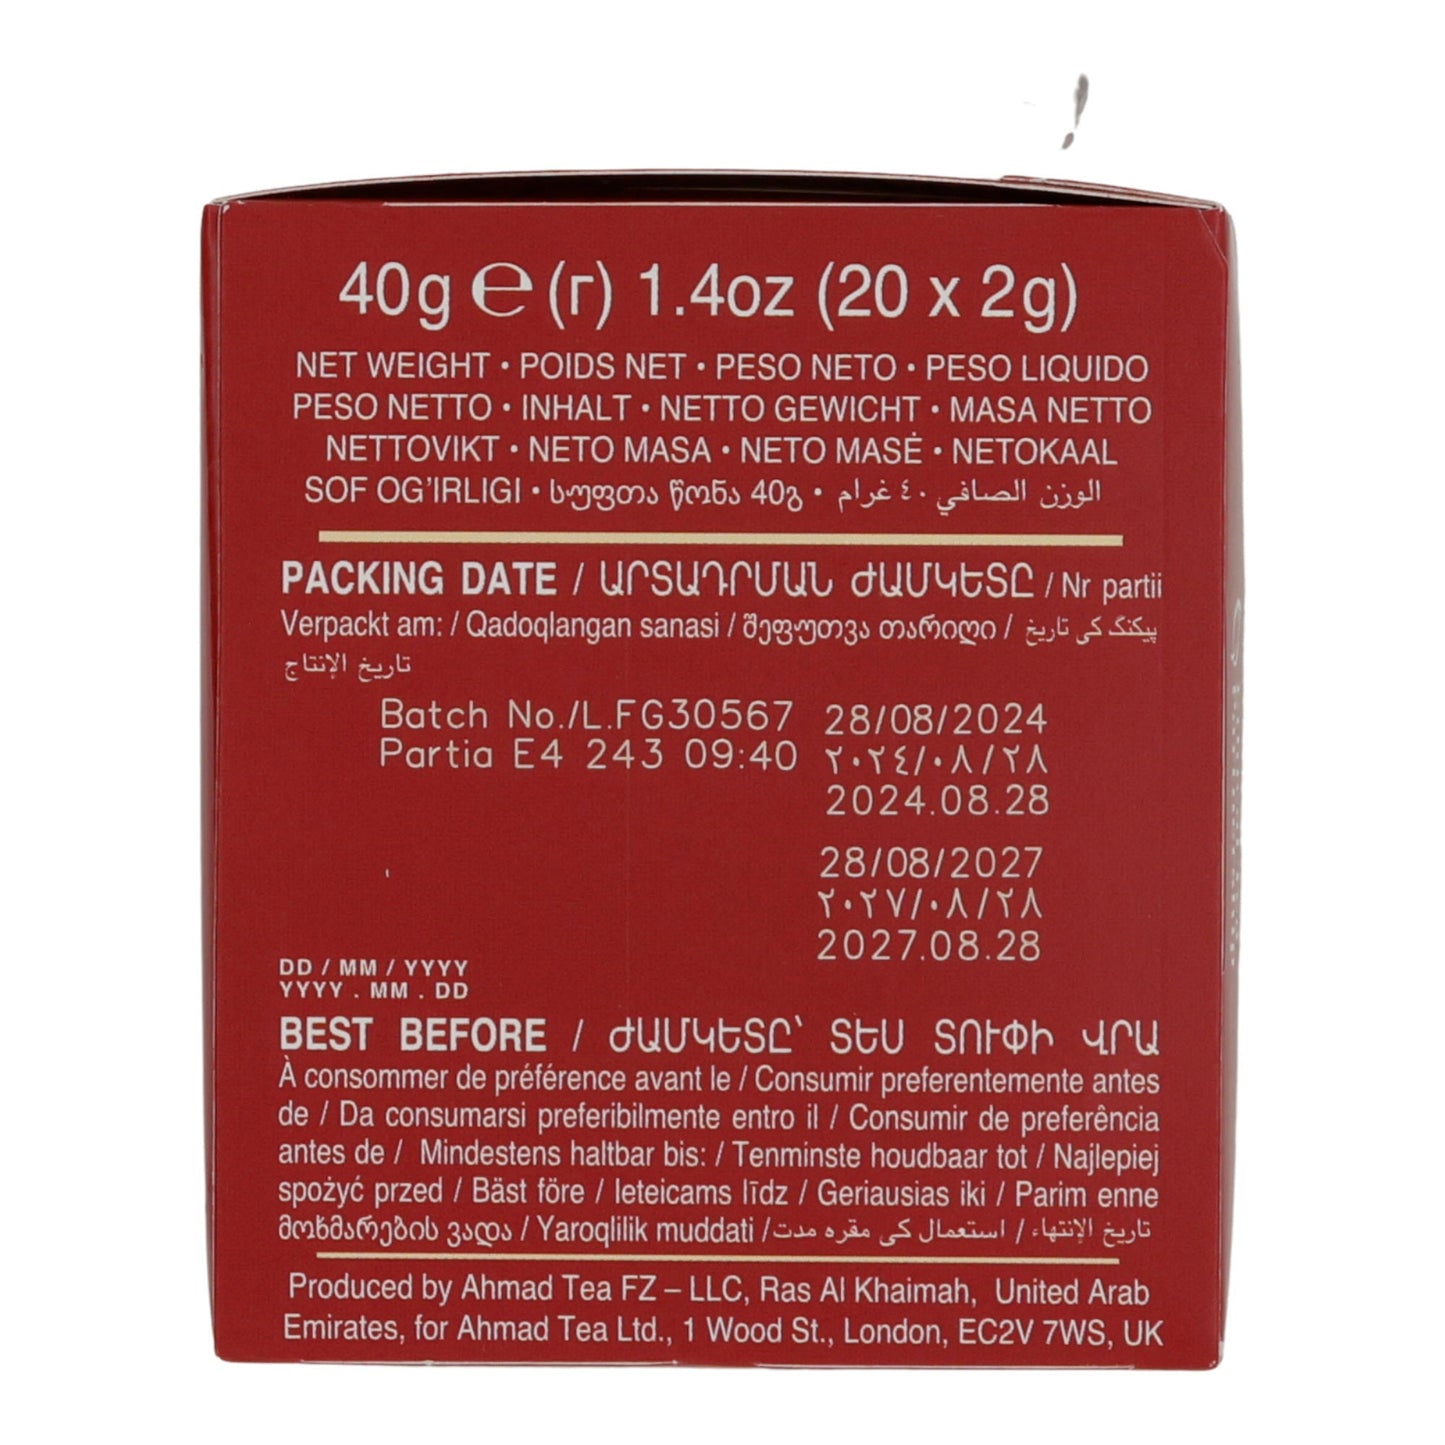 40g ℮ (г) 1.4oz (20 x 2g)
NET WEIGHT • POIDS NET • PESO NETO • PESO LIQUIDO
PESO NETTO • INHALT • NETTO GEWICHT • MASA NETTO
NETTOVIKT • NETO MASA • NETO MASĖ • NETOKAAL
SOF OG'IRLIGI • სუფთა წონა 40გ • الوزن الصافي ٤٠ غرام
PACKING DATE / ԱՐՏԱԴՐՄԱՆ ԺԱՄԿԵՏԸ / Nr partii
Verpackt am: / Qadoqlangan sanasi / შეფუთვა თარიღი / پیکنگ کی تاریخ
تاريخ الإنتاج
Batch No./L.FG30567 28/08/2024
Partia E4 243 09:40 ٢٠٢٤/٠٨/٢٨
2024.08.28
28/08/2027
٢٠٢٧/٠٨/٢٨
2027.08.28
DD / MM / YYYY
YYYY . MM . DD
BEST BEFORE / ԺԱՄԿԵՏԸ՝ ՏԵՍ ՏՈՒՓԻ ՎՐԱ
À consommer de préférence avant le / Consumir preferentemente antes
de / Da consumarsi preferibilmente entro il / Consumir de preferência
antes de / Mindestens haltbar bis: / Tenminste houdbaar tot / Najlepiej
spożyć przed / Bäst före / Ieteicams līdz / Geriausias iki / Parim enne
მოხმარების ვადა / Yaroqlilik muddati / استعمال کی مقره مدت / تاريخ الإنتهاء
Produced by Ahmad Tea FZ – LLC, Ras Al Khaimah, United Arab
Emirates, for Ahmad Tea Ltd., 1 Wood St., London, EC2V 7WS, UK